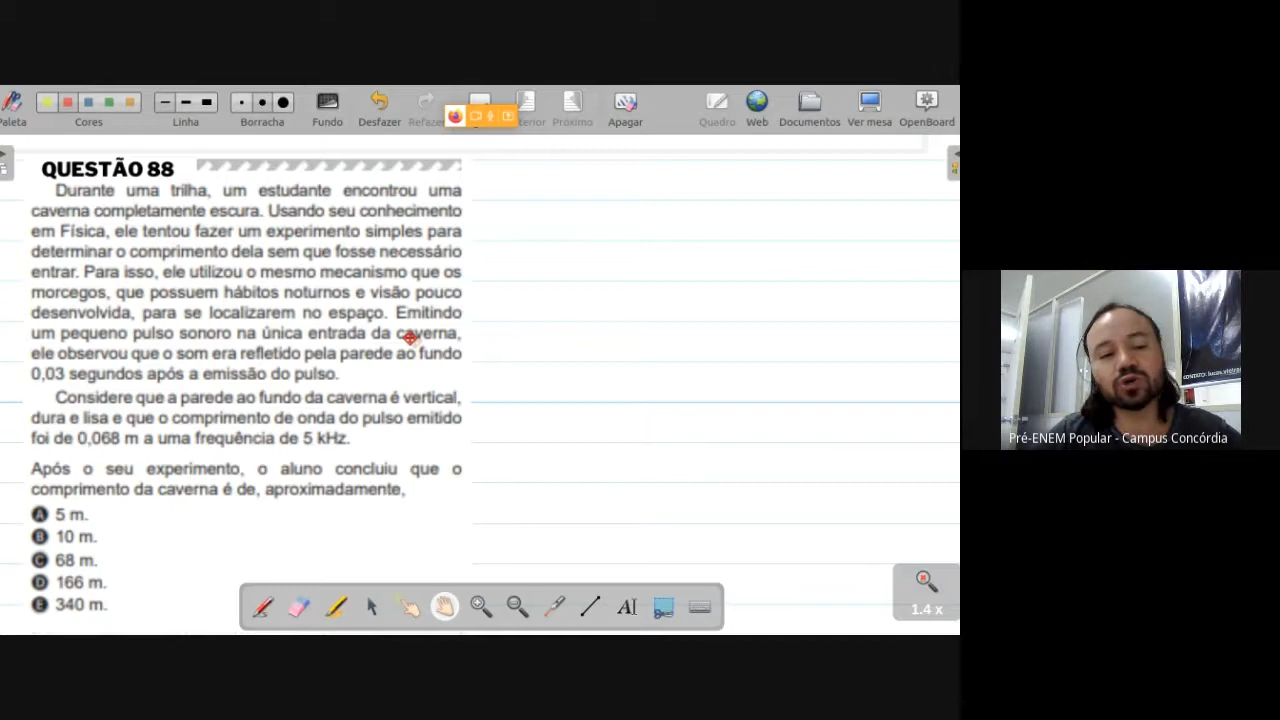 Paleta
Cores
Linha
Borracha
Fundo
Desfazer
Refazer
terior
Próximo
Apagar
Quadro
Web
Documentos
Ver mesa
OpenBoard
QUESTÃO 88
Durante uma trilha, um estudante encontrou uma
caverna completamente escura. Usando seu conhecimento
em Física, ele tentou fazer um experimento simples para
determinar o comprimento dela sem que fosse necessário
entrar. Para isso, ele utilizou o mesmo mecanismo que os
morcegos, que possuem hábitos noturnos e visão pouco
desenvolvida, para se localizarem no espaço. Emitindo
um pequeno pulso sonoro na única entrada da caverna,
ele observou que o som era refletido pela parede ao fundo
0,03 segundos após a emissão do pulso.
Considere que a parede ao fundo da caverna é vertical,
dura e lisa e que o comprimento de onda do pulso emitido
foi de 0,068 m a uma frequência de 5 kHz.
Após o seu experimento, o aluno concluiu que o
comprimento da caverna é de, aproximadamente,
A 5 m.
B 10 m.
C 68 m.
D 166 m.
E 340 m.
AI
1.4 x
Pré-ENEM Popular - Campus Concórdia